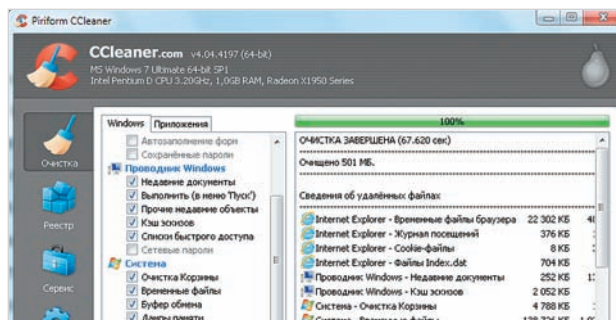 Piriform CCleaner
CCleaner.com v4.04.4197 (64-bit)
MS Windows 7 Ultimate 64-bit SP1
Intel Pentium D CPU 3.20GHz, 1,0GB RAM, Radeon X1950 Series
Очистка
Реестр
Сервис
Windows
Приложения
Автозаполнение форм
Сохранённые пароли
Проводник Windows
Недавние документы
Выполнить (в меню 'Пуск')
Прочие недавние объекты
Кэш эскизов
Списки быстрого доступа
Сетевые пароли
Система
Очистка Корзины
Временные файлы
Буфер обмена
Дампы памяти
100%
ОЧИСТКА ЗАВЕРШЕНА (67.620 сек)
Очищено 501 МБ.
Сведения об удалённых файлах
Internet Explorer - Временные файлы браузера 22 302 КБ
Internet Explorer - Журнал посещений 376 КБ
Internet Explorer - Cookie-файлы 8 КБ
Internet Explorer - Файлы Index.dat 704 КБ
Проводник Windows - Недавние документы 252 КБ
Проводник Windows - Кэш эскизов 2 052 КБ
Система - Очистка Корзины 4 788 КБ
Система - Временные файлы